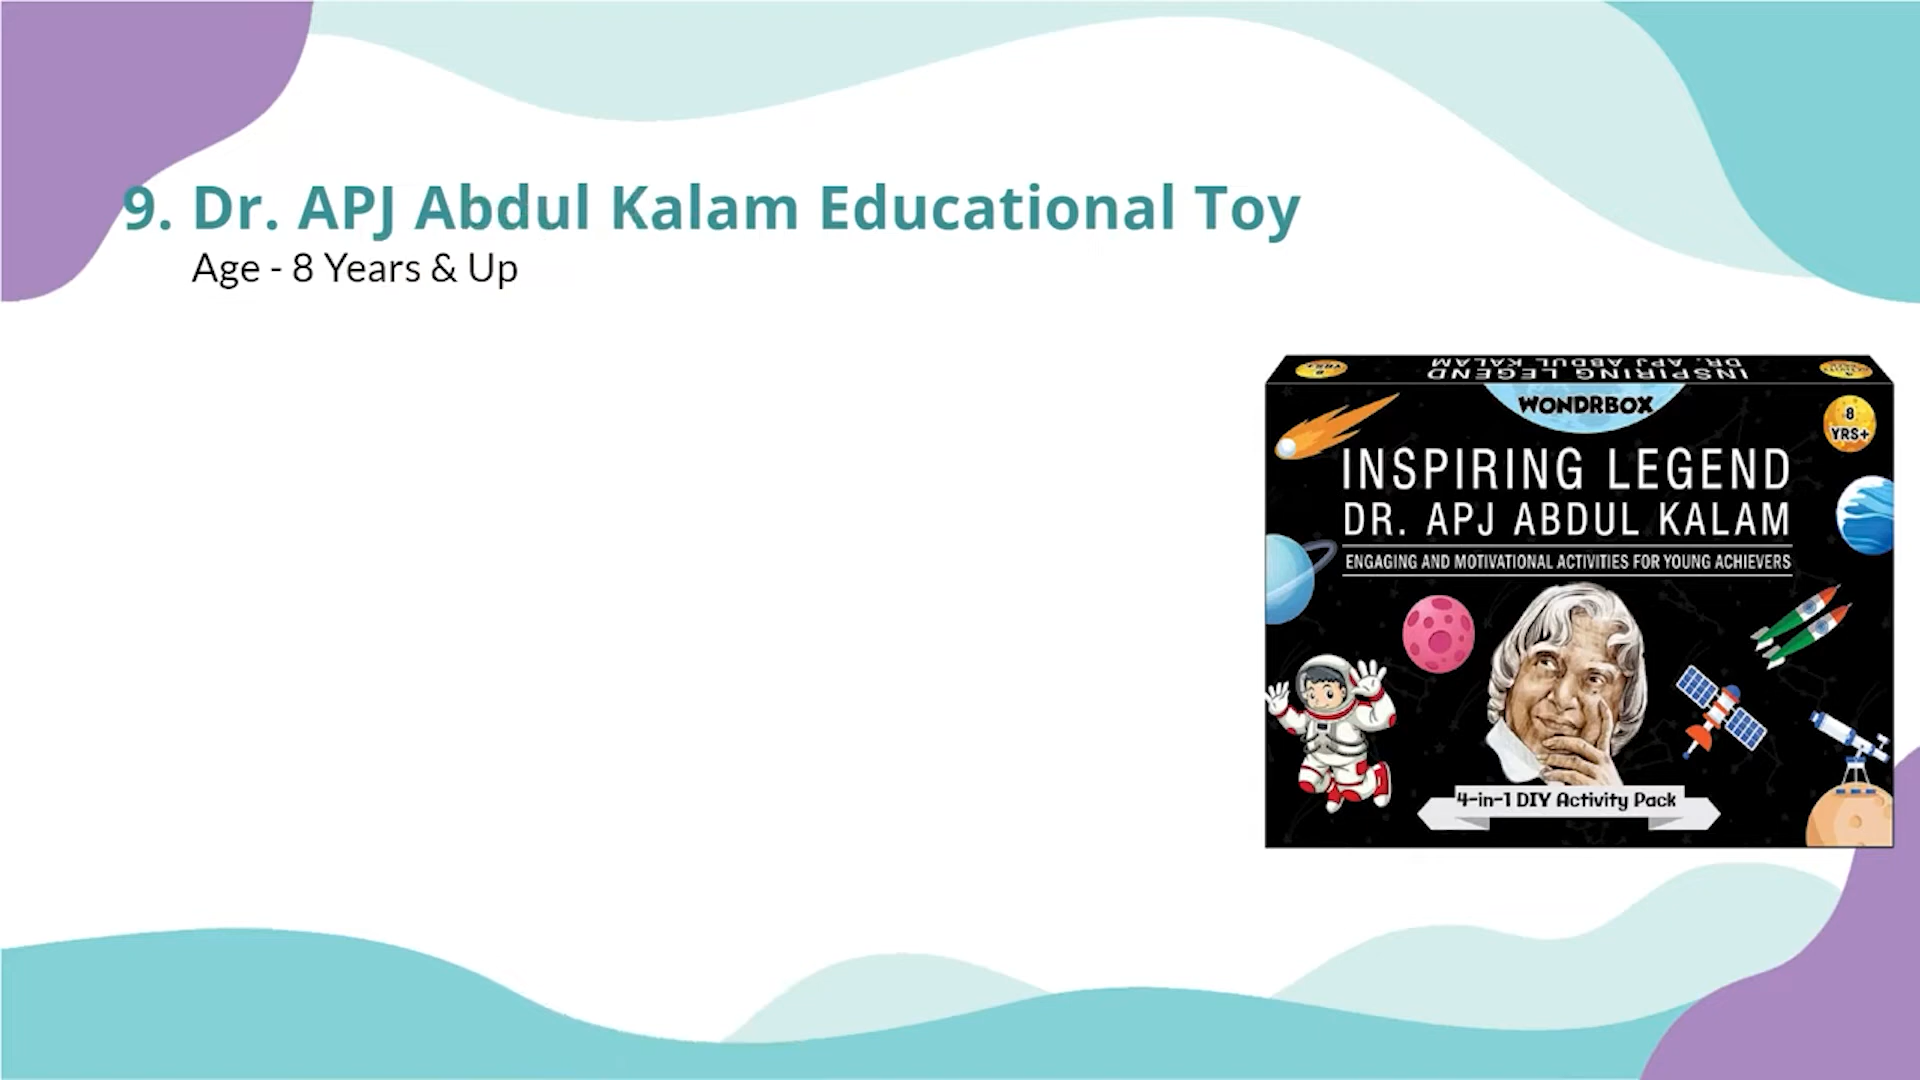 9. Dr. APJ Abdul Kalam Educational Toy
Age - 8 Years & Up
INSPIRING LEGEND
DR. APJ ABDUL KALAM
WONDRBOX
8
YRS+
INSPIRING LEGEND
DR. APJ ABDUL KALAM
ENGAGING AND MOTIVATIONAL ACTIVITIES FOR YOUNG ACHIEVERS
4-in-1 DIY Activity Pack